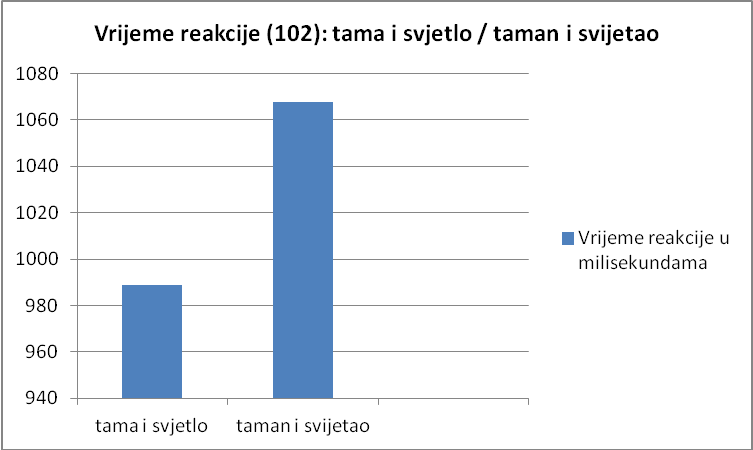 Vrijeme reakcije (102): tama i svjetlo / taman i svijetao
1080
1060
1040
1020
1000
980
960
940
tama i svjetlo
taman i svijetao
Vrijeme reakcije u
milisekundama